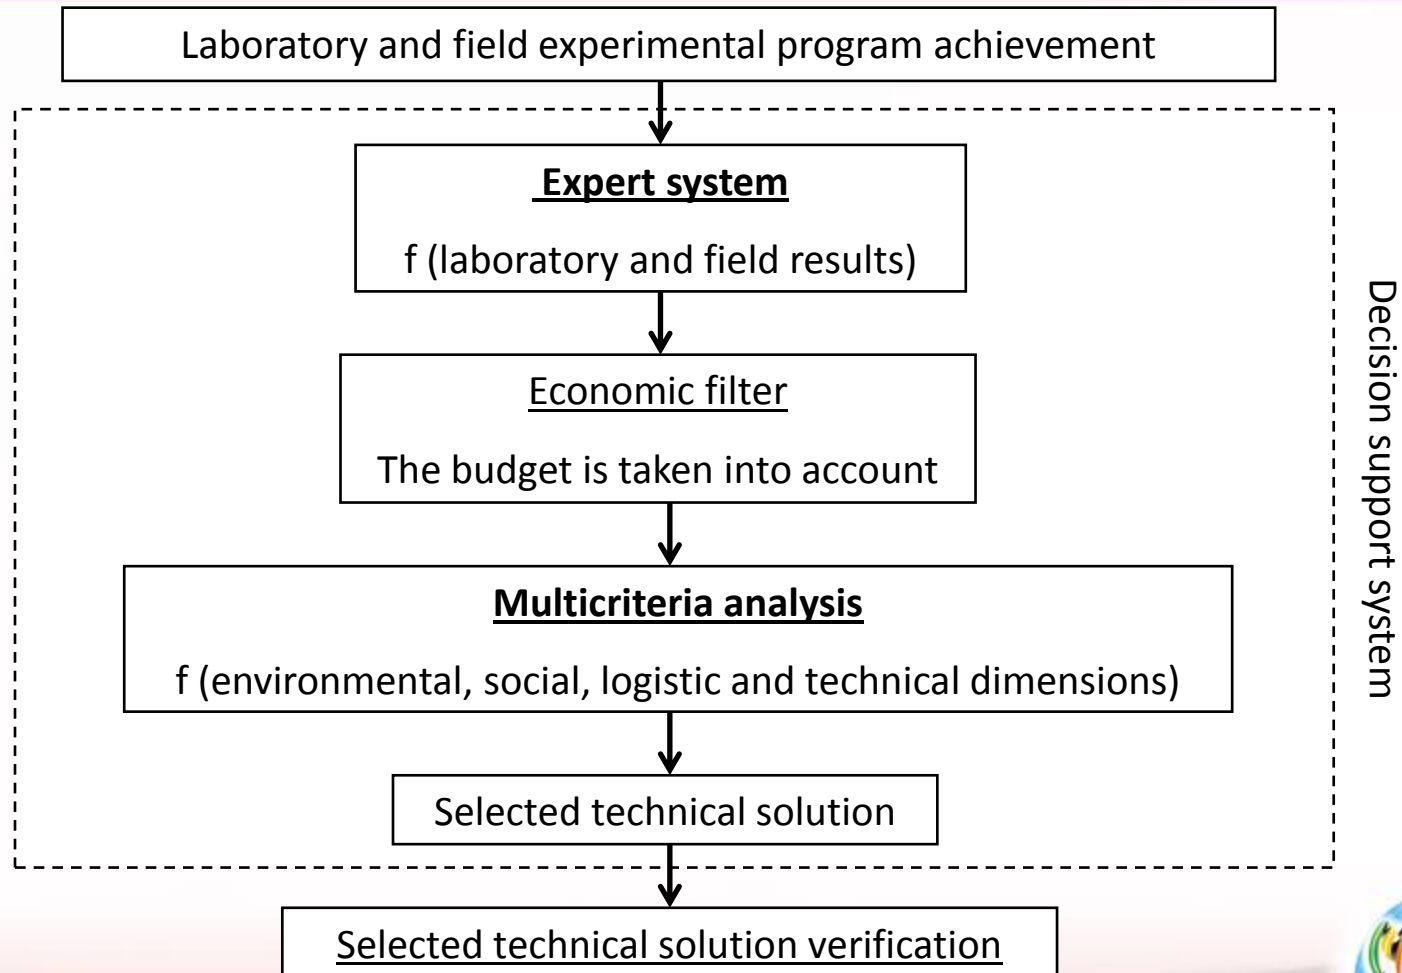 Laboratory and field experimental program achievement
Expert system
f (laboratory and field results)
Economic filter
The budget is taken into account
Multicriteria analysis
f (environmental, social, logistic and technical dimensions)
Selected technical solution
Selected technical solution verification
Decision support system